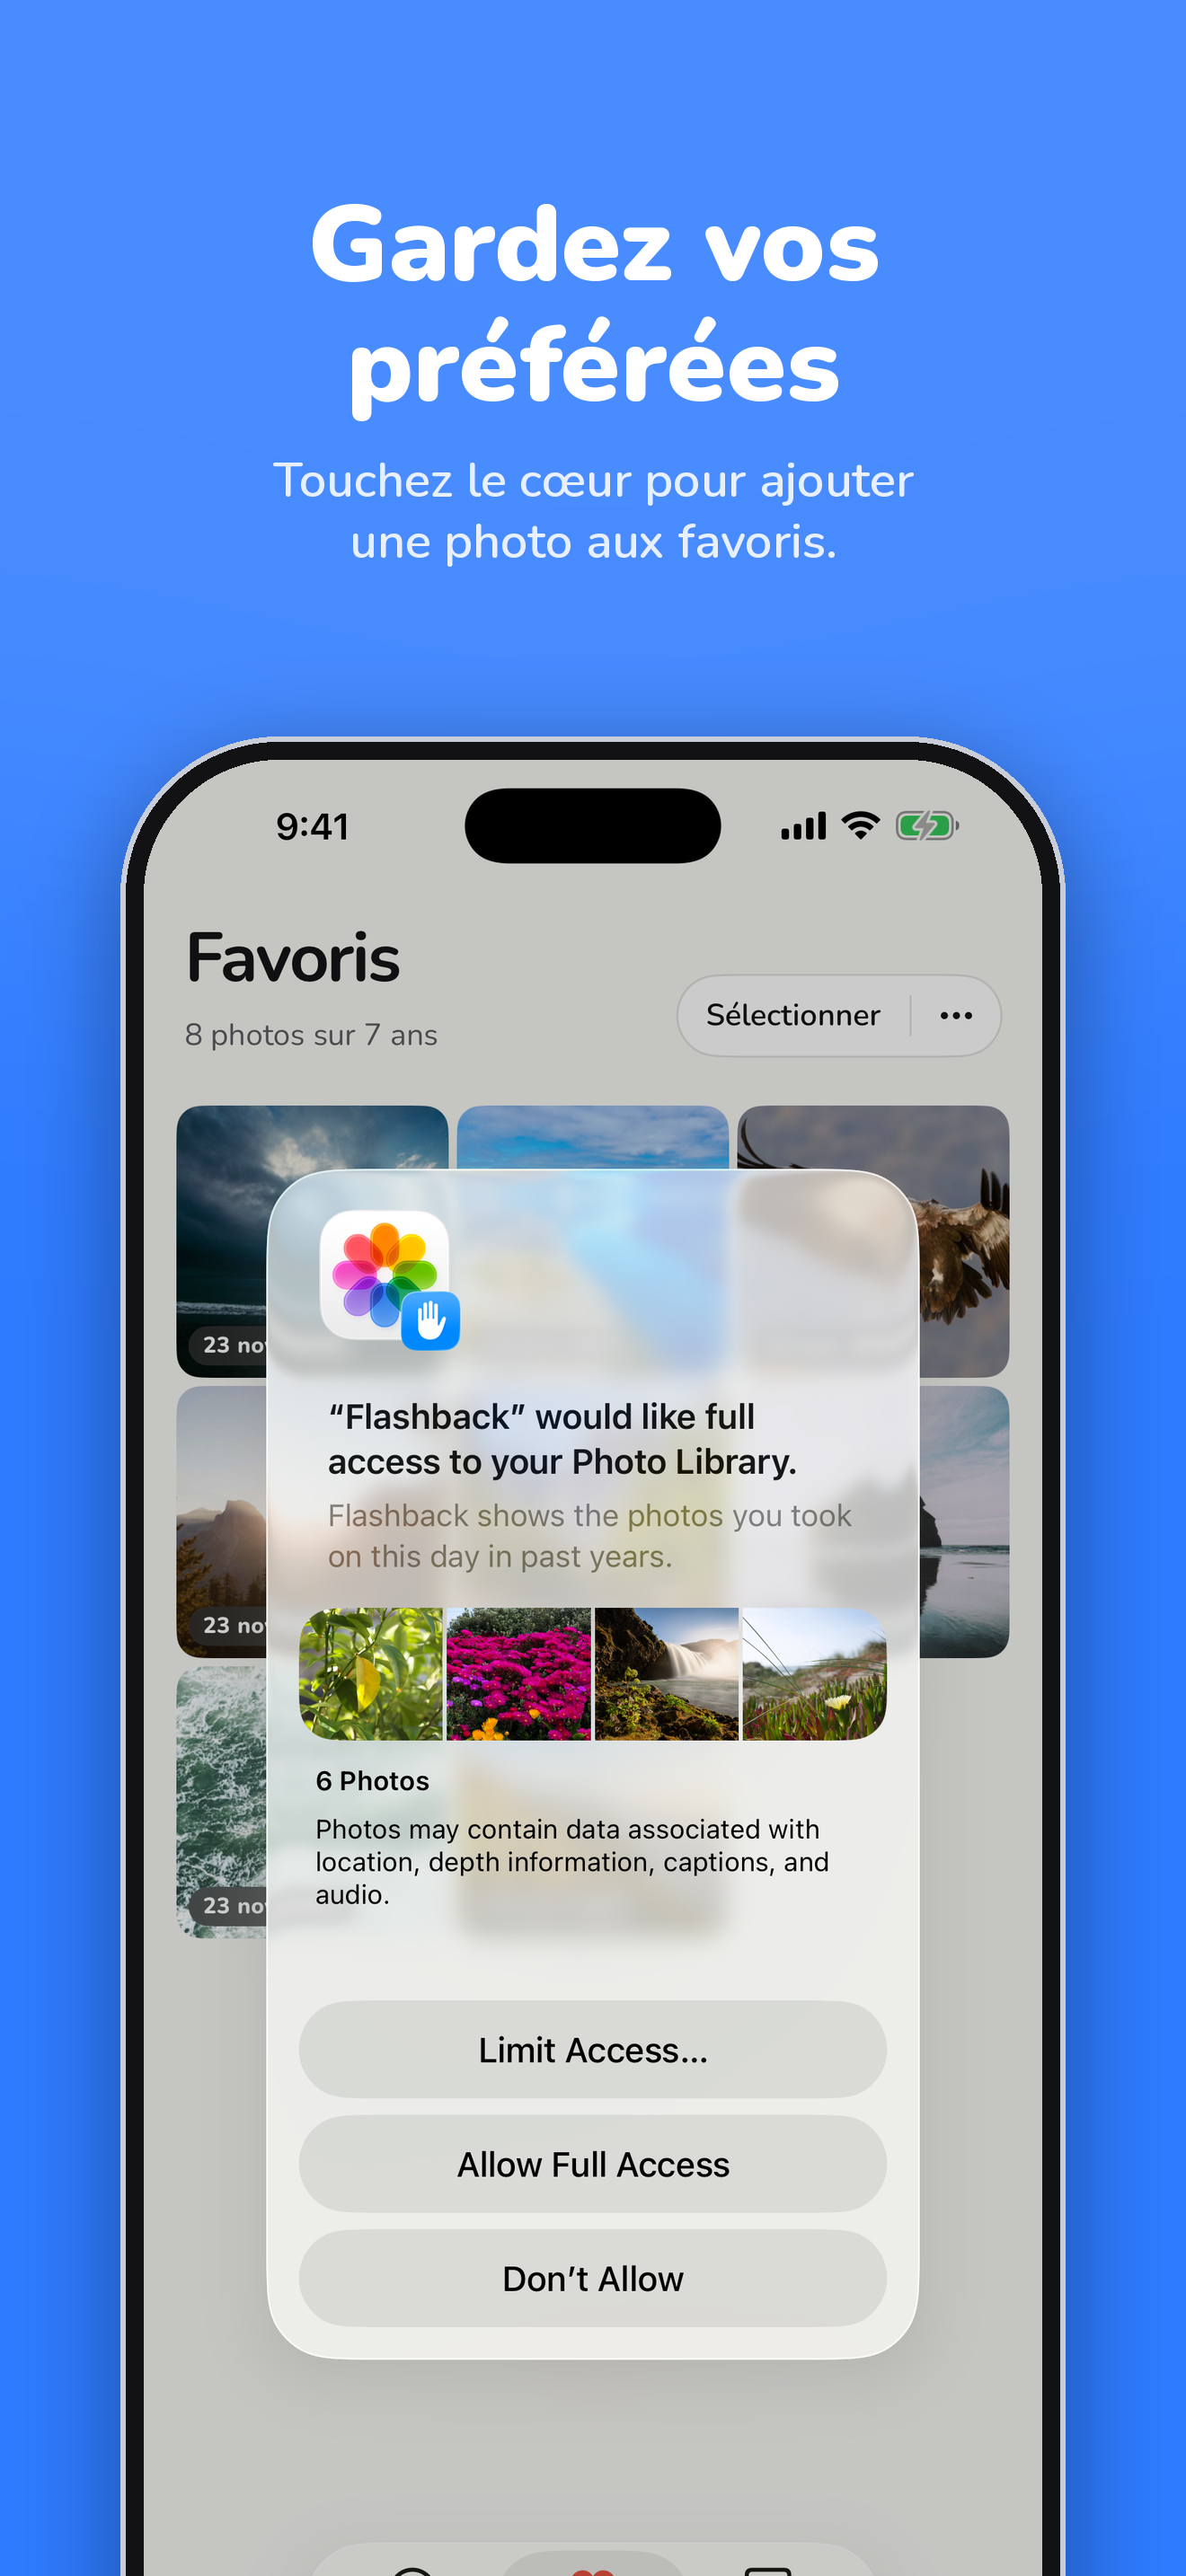 Gardez vos
préférées
Touchez le cœur pour ajouter
une photo aux favoris.
9:41
Favoris
8 photos sur 7 ans
Sélectionner
23
“Flashback” would like full
access to your Photo Library.
Flashback shows the photos you took
on this day in past years.
23
6 Photos
Photos may contain data associated with
location, depth information, captions, and
audio.
23
Limit Access...
Allow Full Access
Don’t Allow